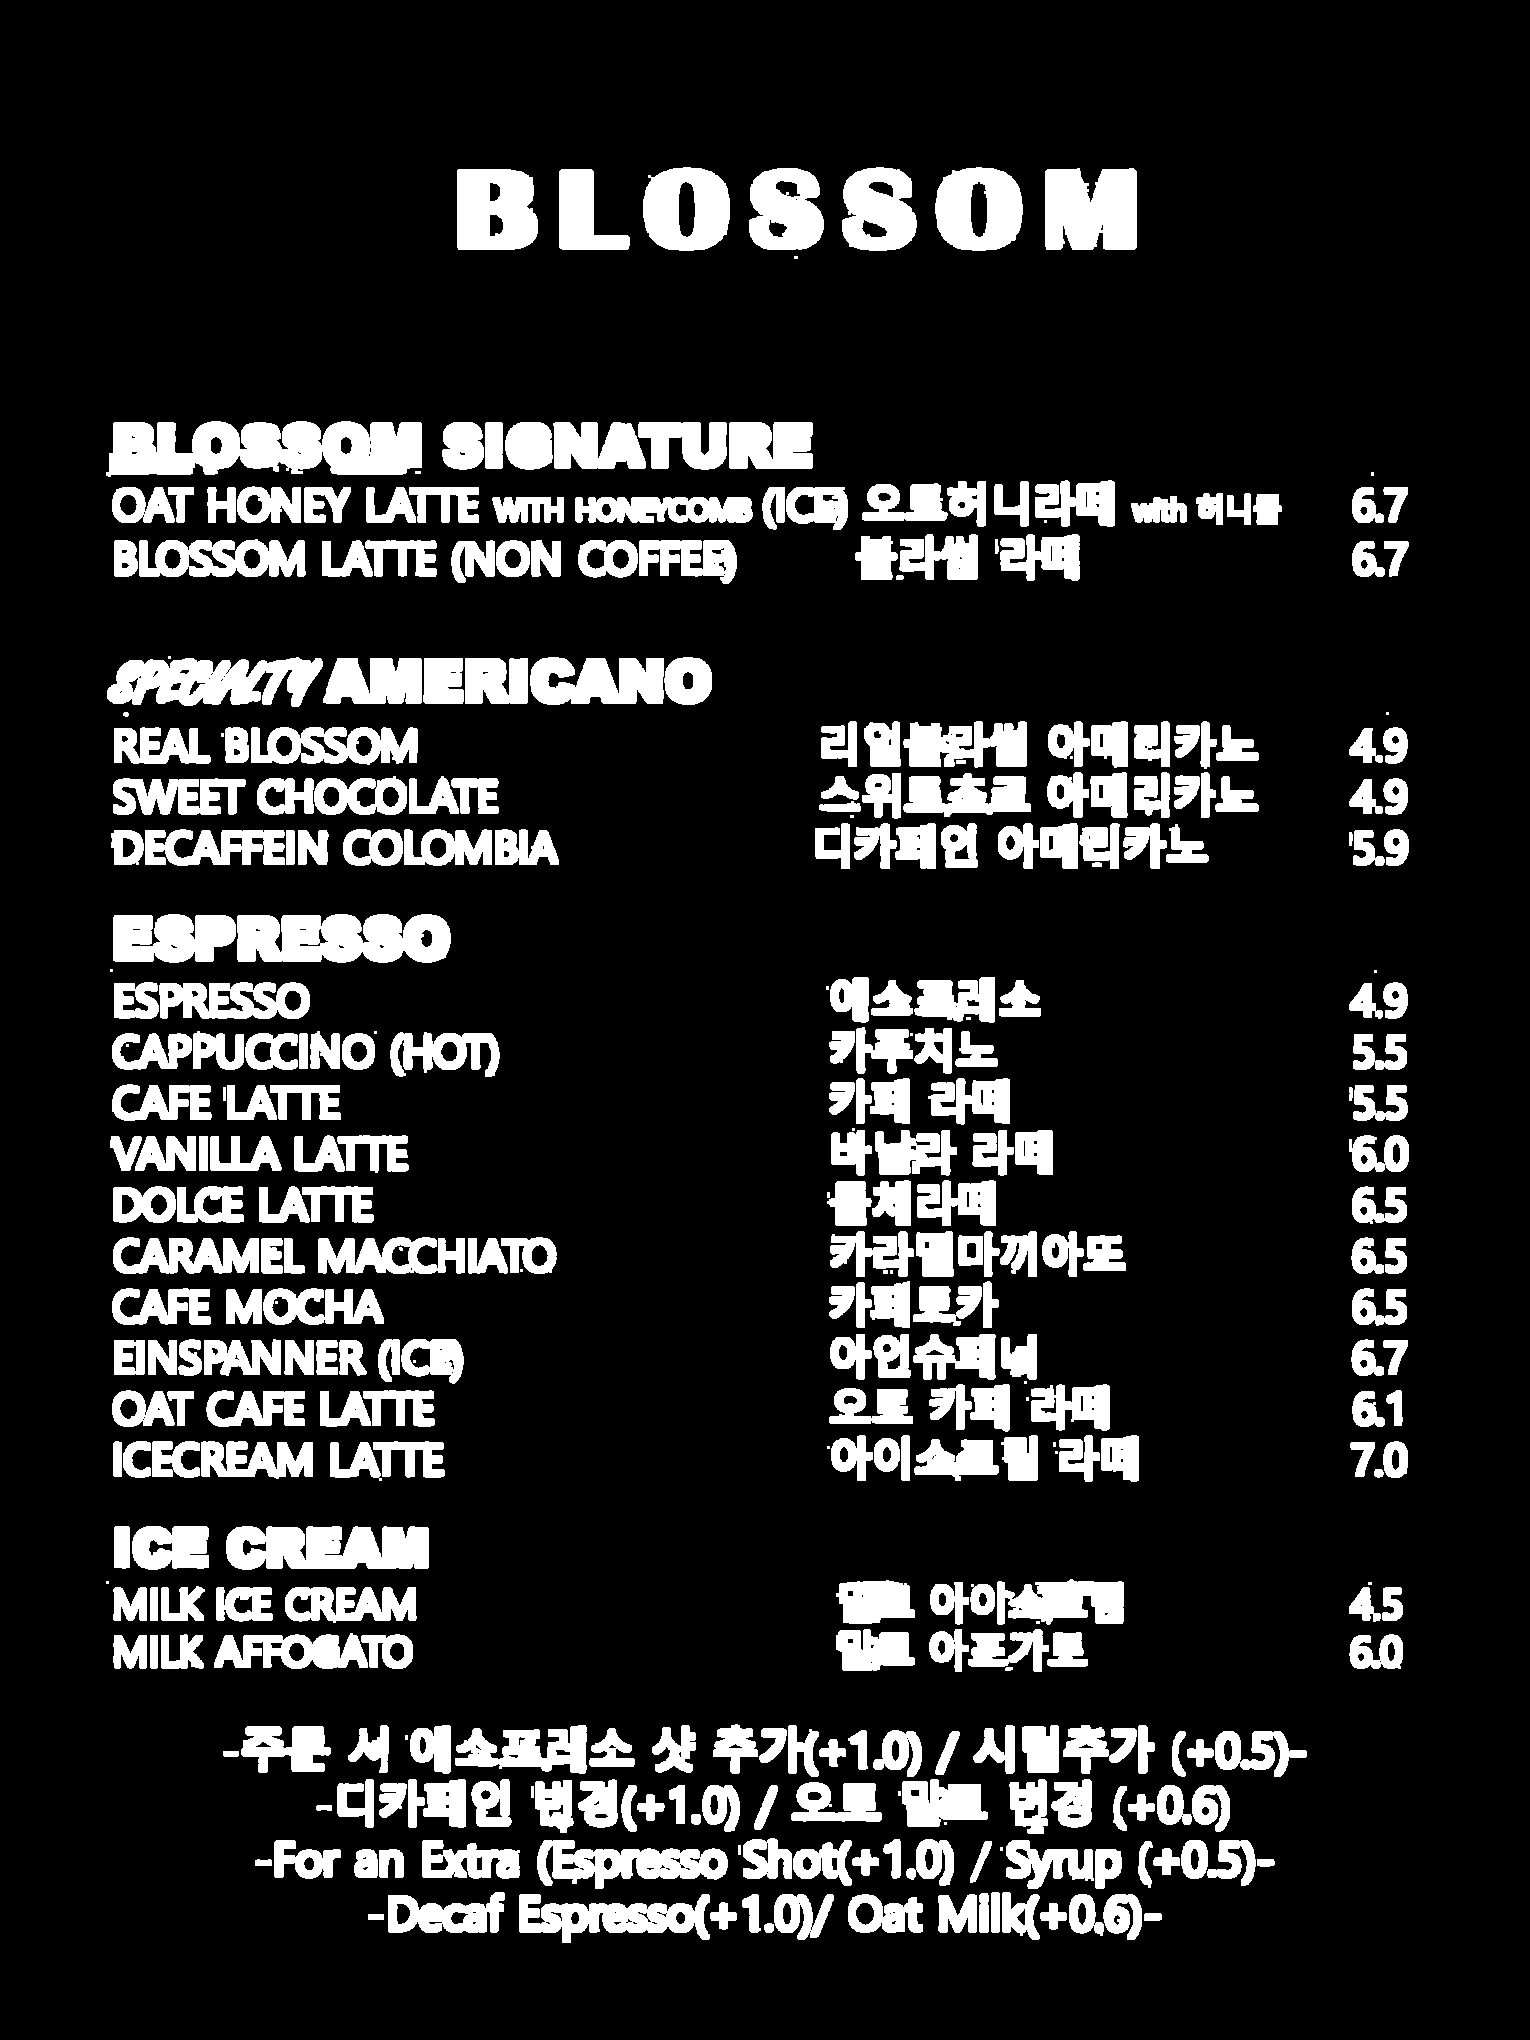 BLOSSOM
BLOSSOM SIGNATURE
OAT HONEY LATTE WITH HONEYCOMB (ICE) 오트허니라떼 with 허니콤 6.7
BLOSSOM LATTE (NON COFFEE) 블라썸 라떼 6.7
SPECIALTY AMERICANO
REAL BLOSSOM 리얼블라썸 아메리카노 4.9
SWEET CHOCOLATE 스위트쵸코 아메리카노 4.9
DECAFFEIN COLOMBIA 디카페인 아메리카노 5.9
ESPRESSO
ESPRESSO 에소프레소 4.9
CAPPUCCINO (HOT) 카푸치노 5.5
CAFE LATTE 카페 라떼 5.5
VANILLA LATTE 바닐라 라떼 6.0
DOLCE LATTE 돌체라떼 6.5
CARAMEL MACCHIATO 카라멜마끼아또 6.5
CAFE MOCHA 카페모카 6.5
EINSPANNER (ICE) 아인슈페너 6.7
OAT CAFE LATTE 오트 카페 라떼 6.1
ICECREAM LATTE 아이스크림 라떼 7.0
ICE CREAM
MILK ICE CREAM 밀크 아이스크림 4.5
MILK AFFOGATO 밀크 아포가토 6.0
-주문 시 에소프레소 샷 추가(+1.0) / 시럽추가 (+0.5)-
-디카페인 변경(+1.0) / 오트 밀크 변경 (+0.6)
-For an Extra (Espresso Shot(+1.0) / Syrup (+0.5)-
-Decaf Espresso(+1.0)/ Oat Milk(+0.6)-